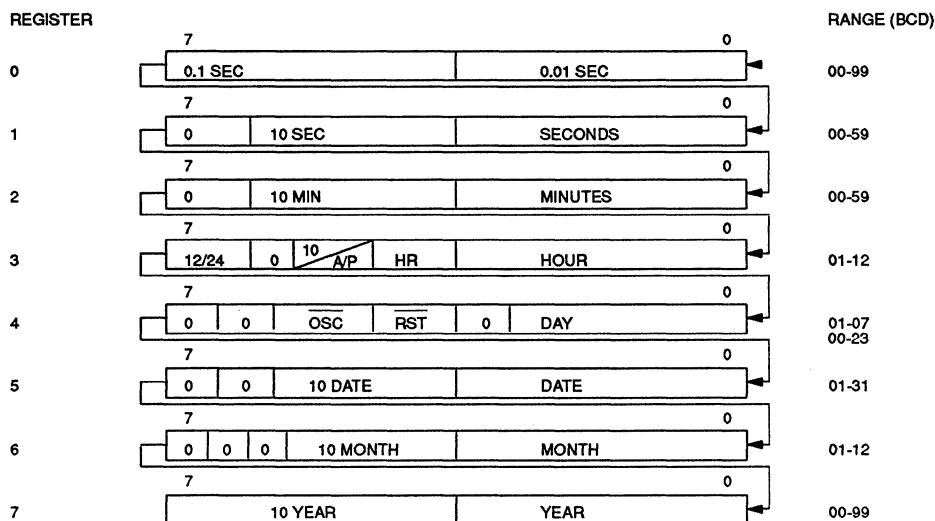 REGISTER RANGE (BCD)
7 0
0 0.1 SEC 0.01 SEC 00-99
7 0
1 0 10 SEC SECONDS 00-59
7 0
2 0 10 MIN MINUTES 00-59
7 0
3 12/24 0 10 A/P HR HOUR 01-12
7 0
4 0 0 OSC RST 0 DAY 01-07
00-23
7 0
5 0 0 10 DATE DATE 01-31
7 0
6 0 0 0 10 MONTH MONTH 01-12
7 0
7 10 YEAR YEAR 00-99